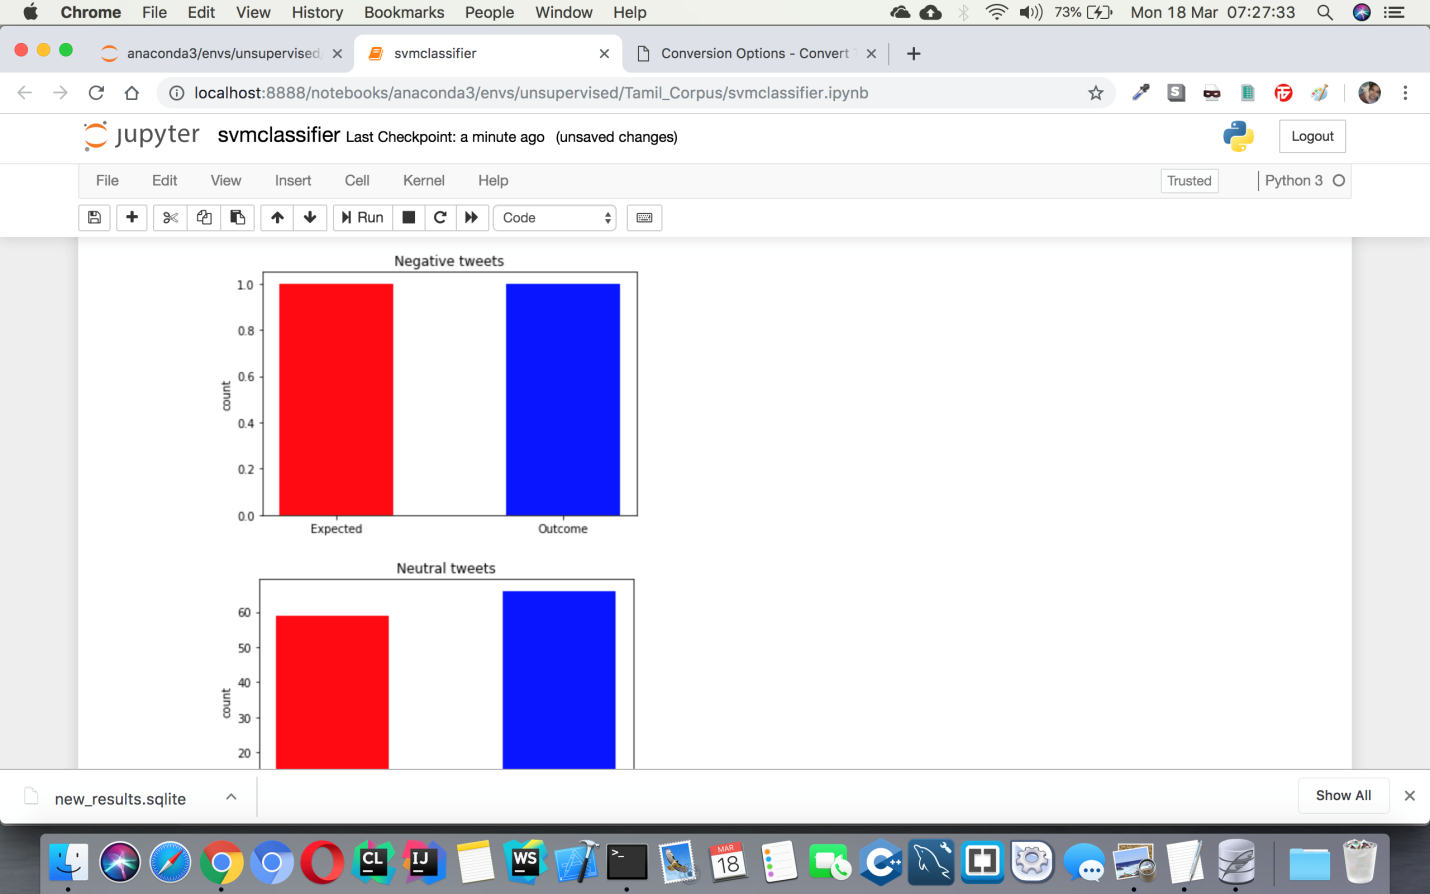 Chrome File Edit View History Bookmarks People Window Help 73% Mon 18 Mar 07:27:33
anaconda3/envs/unsupervised, svmclassifier Conversion Options - Convert
localhost:8888/notebooks/anaconda3/envs/unsupervised/Tamil_Corpus/svmclassifier.ipynb S
jupyter svmclassifier Last Checkpoint: a minute ago (unsaved changes) Logout
File Edit View Insert Cell Kernel Help Trusted Python 3
Run Code
Negative tweets
1.0
0.8
0.6
count
0.4
0.2
0.0
Expected Outcome
Neutral tweets
60
50
40
count
30
20
new_results.sqlite Show All
CL IJ WS >_ MAR 18 C++